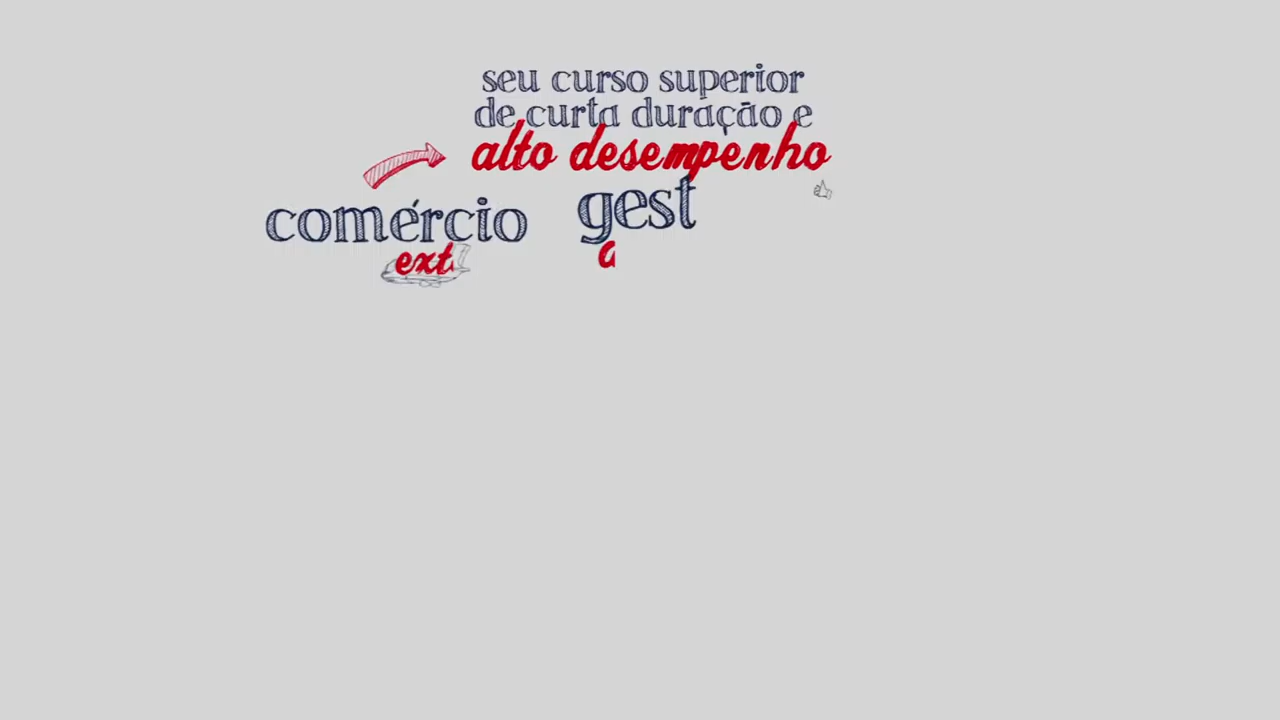 seu curso superior
de curta duração e
alto desempenho
comércio
ext
gest